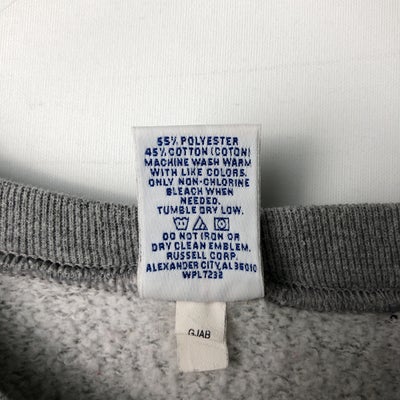 55% POLYESTER
45% COTTON (COTON)
MACHINE WASH WARM
WITH LIKE COLORS.
ONLY NON-CHLORINE
BLEACH WHEN
NEEDED.
TUMBLE DRY LOW.
DO NOT IRON OR
DRY CLEAN EMBLEM.
RUSSELL CORP.
ALEXANDER CITY,AL 35010
WPL7232
GJAB